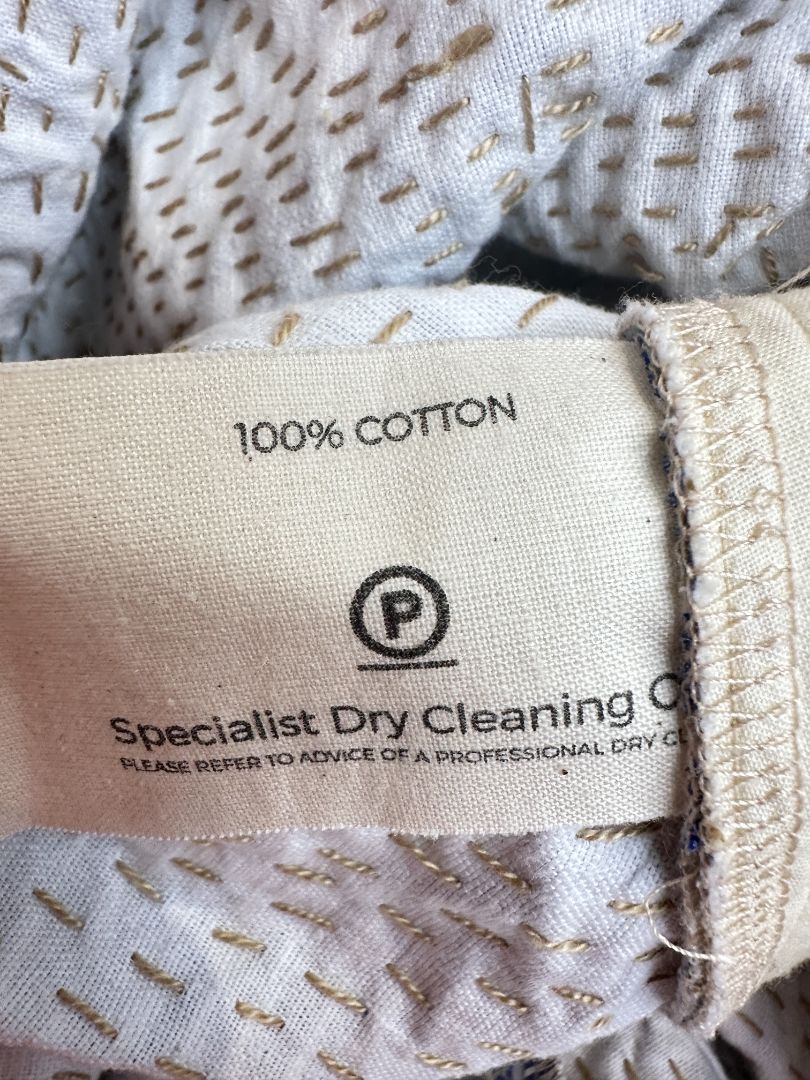 100% COTTON
P
Specialist Dry Cleaning
PLEASE REFER TO ADVICE OF A PROFESSIONAL DRY